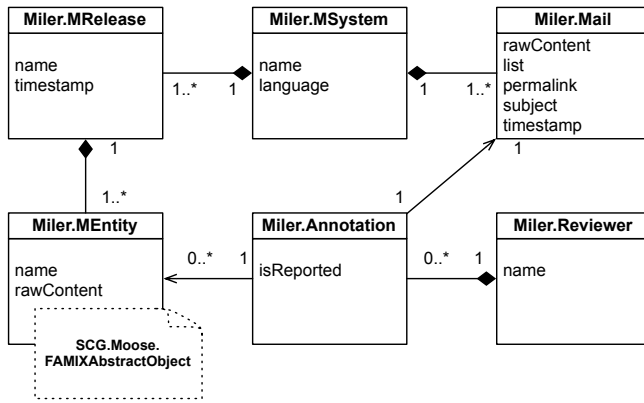 Miler.MRelease
name
timestamp
1..*
1
Miler.MSystem
name
language
1
1..*
Miler.Mail
rawContent
list
permalink
subject
timestamp
1
1
1..*
1
Miler.MEntity
name
rawContent
SCG.Moose.
FAMIXAbstractObject
0..*
1
Miler.Annotation
isReported
0..*
1
Miler.Reviewer
name